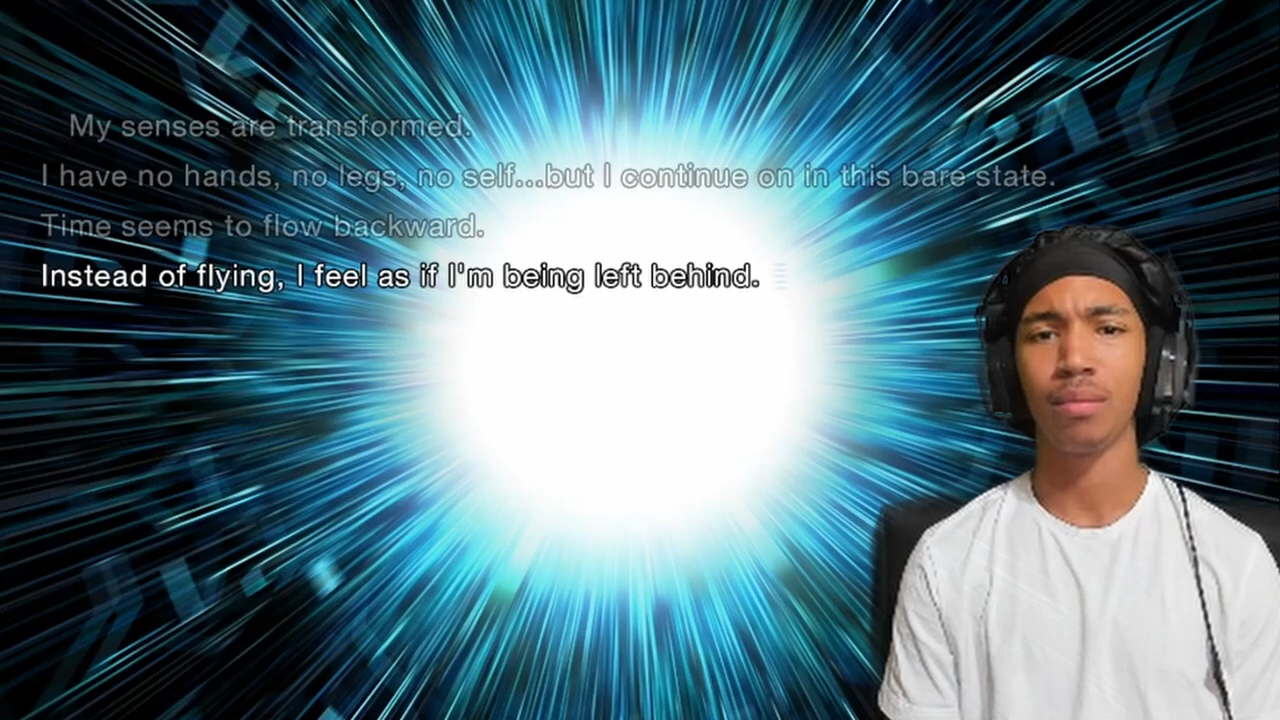 My senses are transformed.
I have no hands, no legs, no self...but I continue on in this bare state.
Time seems to flow backward.
Instead of flying, I feel as if I'm being left behind.